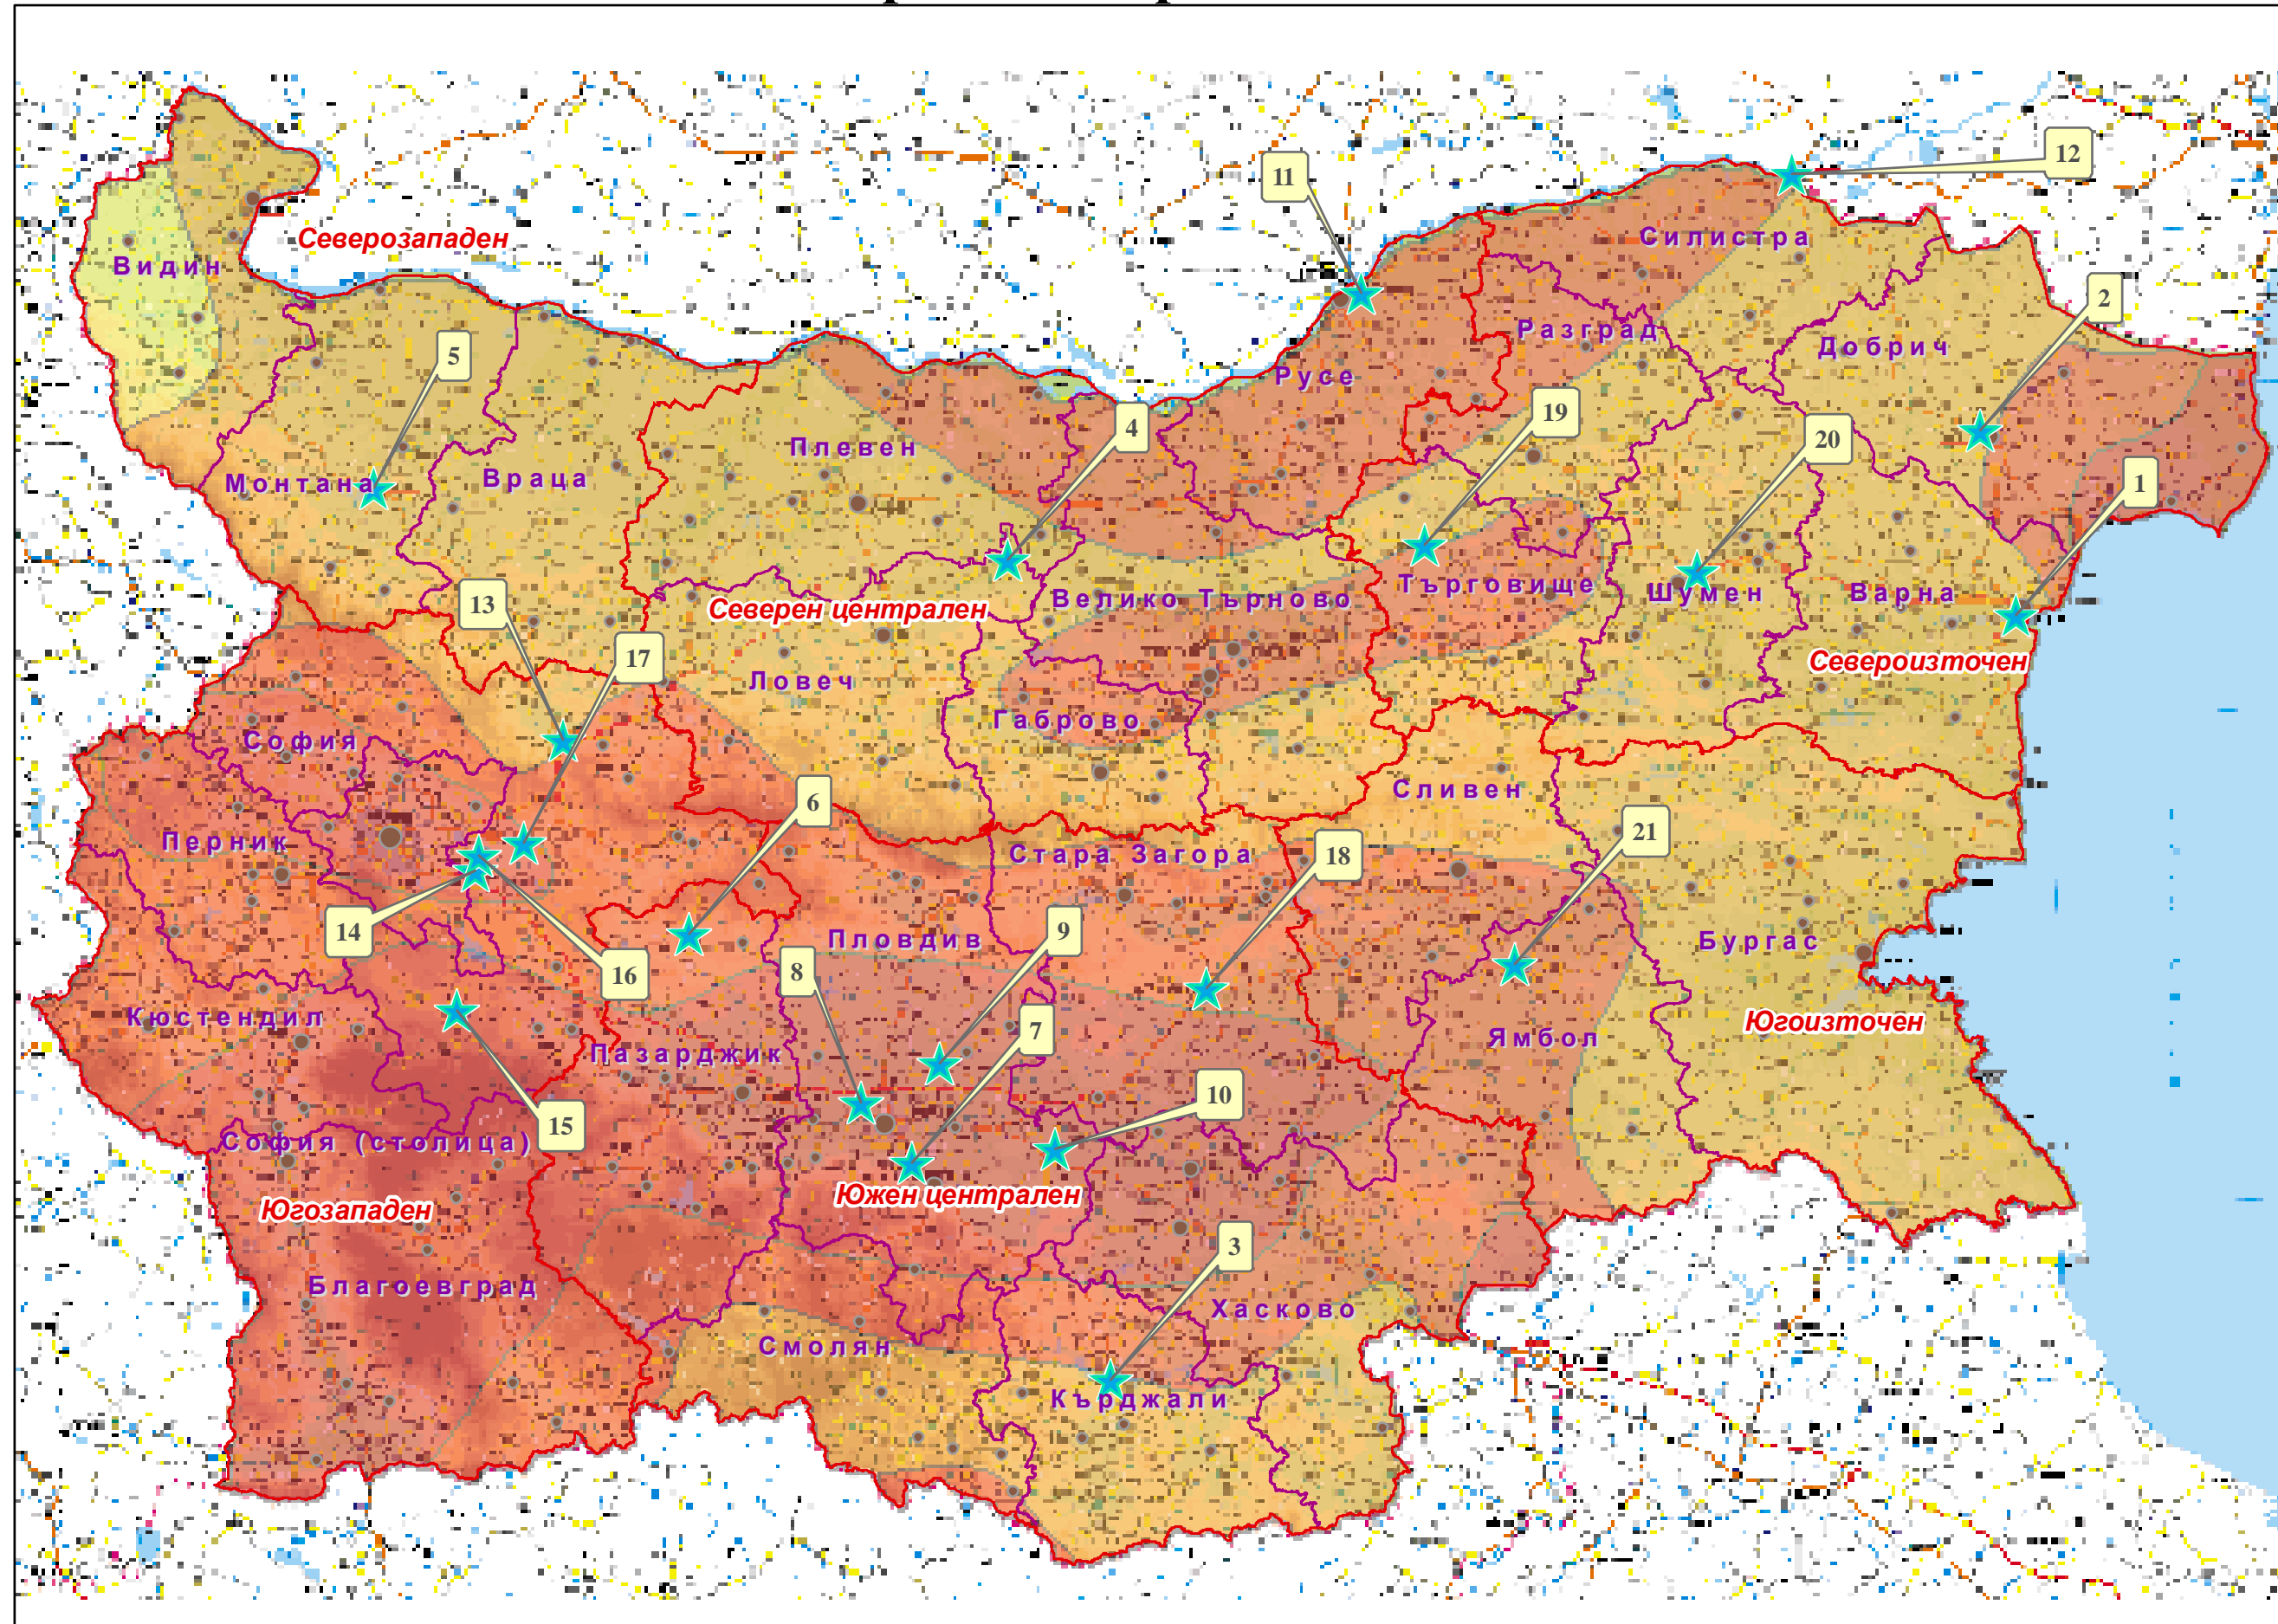 12
11
Северозападен
Силистра
Видин
2
Разград
Добрич
5
Русе
19
4
20
Плевен
Враца
Монтана
1
Търговище
Шумен
Варна
13
Северен централен
Велико Търново
17
Североизточен
Ловеч
Габрово
София
Сливен
6
21
Перник
Стара Загора
18
14
9
Пловдив
Бургас
8
16
Кюстендил
7
Югоизточен
Ямбол
Пазарджик
10
15
София (столица)
Южен централен
Югозападен
3
Благоевград
Хасково
Смолян
Кърджали